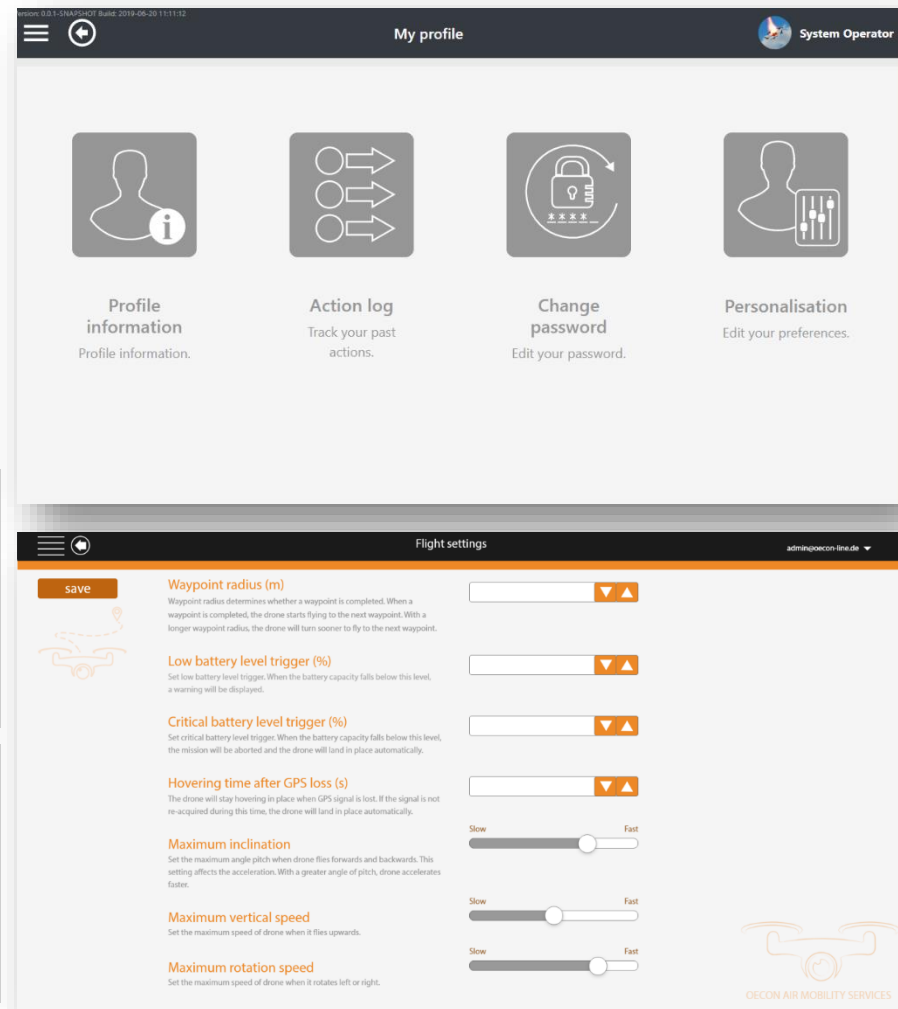 ersion: 0.0.1-SNAPSHOT Build: 2019-06-20 11:11:12
My profile
System Operator
Profile
information
Profile information.
Action log
Track your past
actions.
Change
password
Edit your password.
Personalisation
Edit your preferences.
****
Flight settings
admin@oecon-line.de
save
Waypoint radius (m)
Waypoint radius determines whether a waypoint is completed. When a
waypoint is completed, the drone starts flying to the next waypoint. With a
longer waypoint radius, the drone will turn sooner to fly to the next waypoint.
Low battery level trigger (%)
Set low battery level trigger. When the battery capacity falls below this level,
a warning will be displayed.
Critical battery level trigger (%)
Set critical battery level trigger. When the battery capacity falls below this level,
the mission will be aborted and the drone will land in place automatically.
Hovering time after GPS loss (s)
The drone will stay hovering in place when GPS signal is lost. If the signal is not
re-acquired during this time, the drone will land in place automatically.
Maximum inclination
Set the maximum angle pitch when drone flies forwards and backwards. This
setting affects the acceleration. With a greater angle of pitch, drone accelerates
faster.
Slow Fast
Maximum vertical speed
Set the maximum speed of drone when it flies upwards.
Slow Fast
Maximum rotation speed
Set the maximum speed of drone when it rotates left or right.
Slow Fast
OECON AIR MOBILITY SERVICES